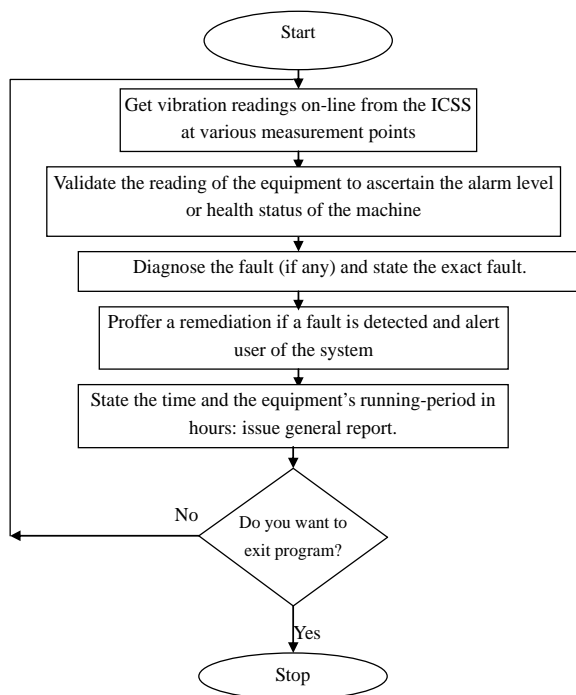 Start
Get vibration readings on-line from the ICSS
at various measurement points
Validate the reading of the equipment to ascertain the alarm level
or health status of the machine
Diagnose the fault (if any) and state the exact fault.
Proffer a remediation if a fault is detected and alert
user of the system
State the time and the equipment's running-period in
hours: issue general report.
No
Do you want to
exit program?
Yes
Stop